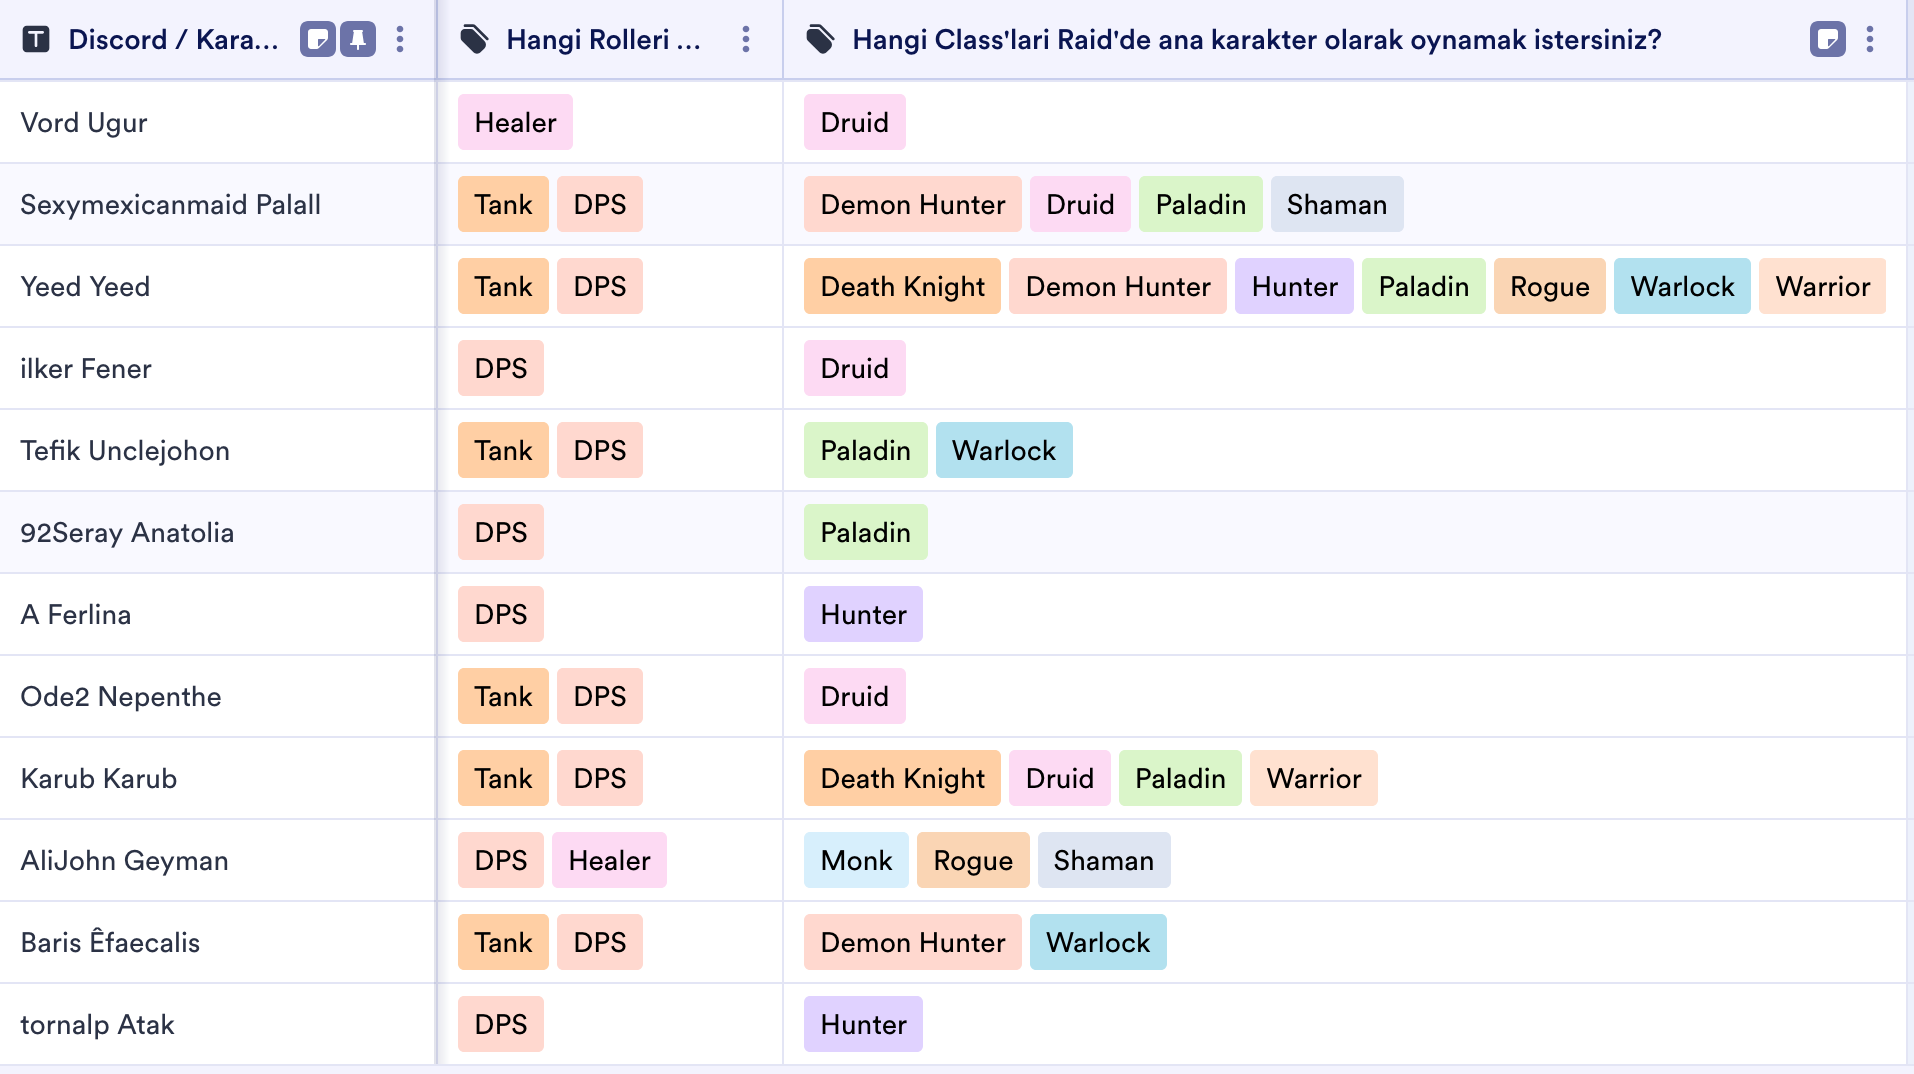 Discord / Kara... Hangi Rolleri ... Hangi Class'lari Raid'de ana karakter olarak oynamak istersiniz?
Vord Ugur Healer Druid
Sexymexicanmaid Palall Tank DPS Demon Hunter Druid Paladin Shaman
Yeed Yeed Tank DPS Death Knight Demon Hunter Hunter Paladin Rogue Warlock Warrior
ilker Fener DPS Druid
Tefik Unclejohon Tank DPS Paladin Warlock
92Seray Anatolia DPS Paladin
A Ferlina DPS Hunter
Ode2 Nepenthe Tank DPS Druid
Karub Karub Tank DPS Death Knight Druid Paladin Warrior
AliJohn Geyman DPS Healer Monk Rogue Shaman
Baris Êfaecalis Tank DPS Demon Hunter Warlock
tornalp Atak DPS Hunter